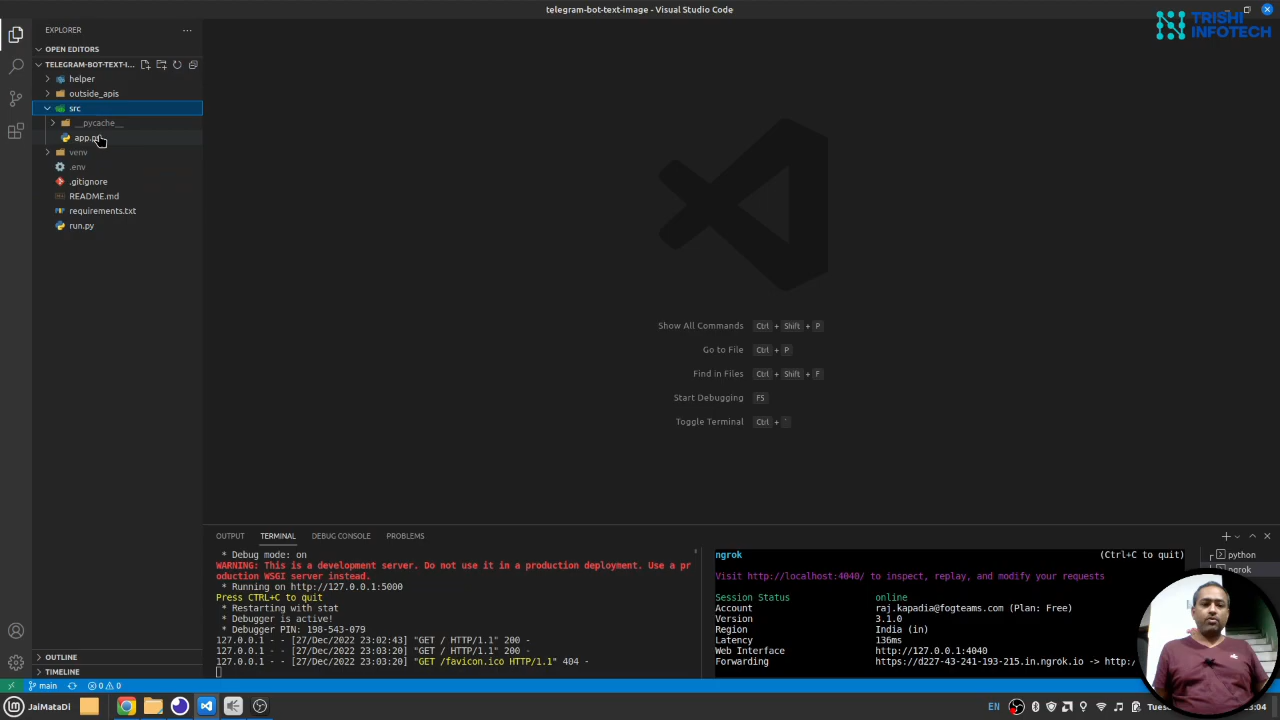 telegram-bot-text-image - Visual Studio Code
TRISHI
INFOTECH
EXPLORER
OPEN EDITORS
TELEGRAM-BOT-TEXT-I...
helper
outside_apis
src
__pycache__
venv
.env
.gitignore
README.md
requirements.txt
run.py
OUTLINE
TIMELINE
Show All Commands Ctrl + Shift + P
Go to File Ctrl + P
Find in Files Ctrl + Shift + F
Start Debugging F5
Toggle Terminal Ctrl + `
OUTPUT TERMINAL DEBUG CONSOLE PROBLEMS
* Debug mode: on
WARNING: This is a development server. Do not use it in a production deployment. Use a pr
oduction WSGI server instead.
* Running on http://127.0.0.1:5000
Press CTRL+C to quit
* Restarting with stat
* Debugger is active!
* Debugger PIN: 198-543-079
127.0.0.1 - - [27/Dec/2022 23:02:43] "GET / HTTP/1.1" 200 -
127.0.0.1 - - [27/Dec/2022 23:03:20] "GET / HTTP/1.1" 200 -
127.0.0.1 - - [27/Dec/2022 23:03:20] "GET /favicon.ico HTTP/1.1" 404 -
ngrok (Ctrl+C to quit)
Visit http://localhost:4040/ to inspect, replay, and modify your requests
Session Status online
Account raj.kapadia@fogteams.com (Plan: Free)
Version 3.1.0
Region India (in)
Latency 136ms
Web Interface http://127.0.0.1:4040
Forwarding https://d227-43-241-193-215.in.ngrok.io -> http:/
python
ngrok
main 0 0
JaiMataDi EN